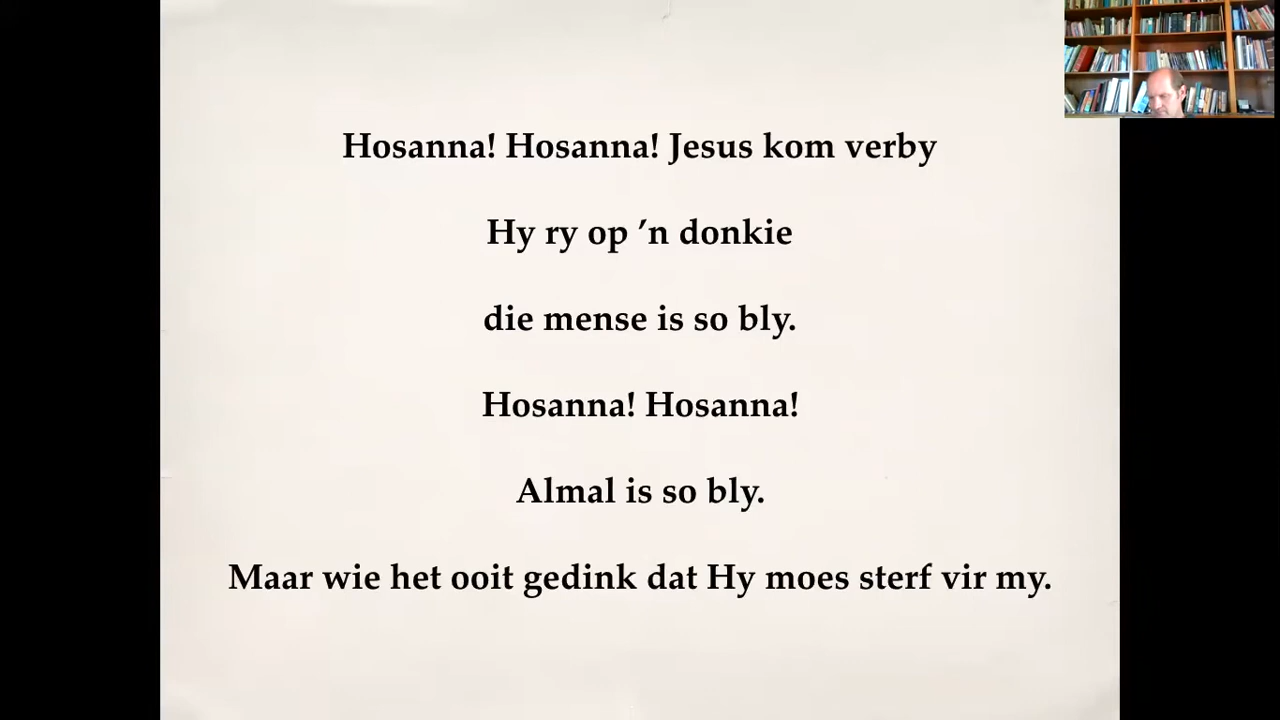 Hosanna! Hosanna! Jesus kom verby
Hy ry op ’n donkie
die mense is so bly.
Hosanna! Hosanna!
Almal is so bly.
Maar wie het ooit gedink dat Hy moes sterf vir my.